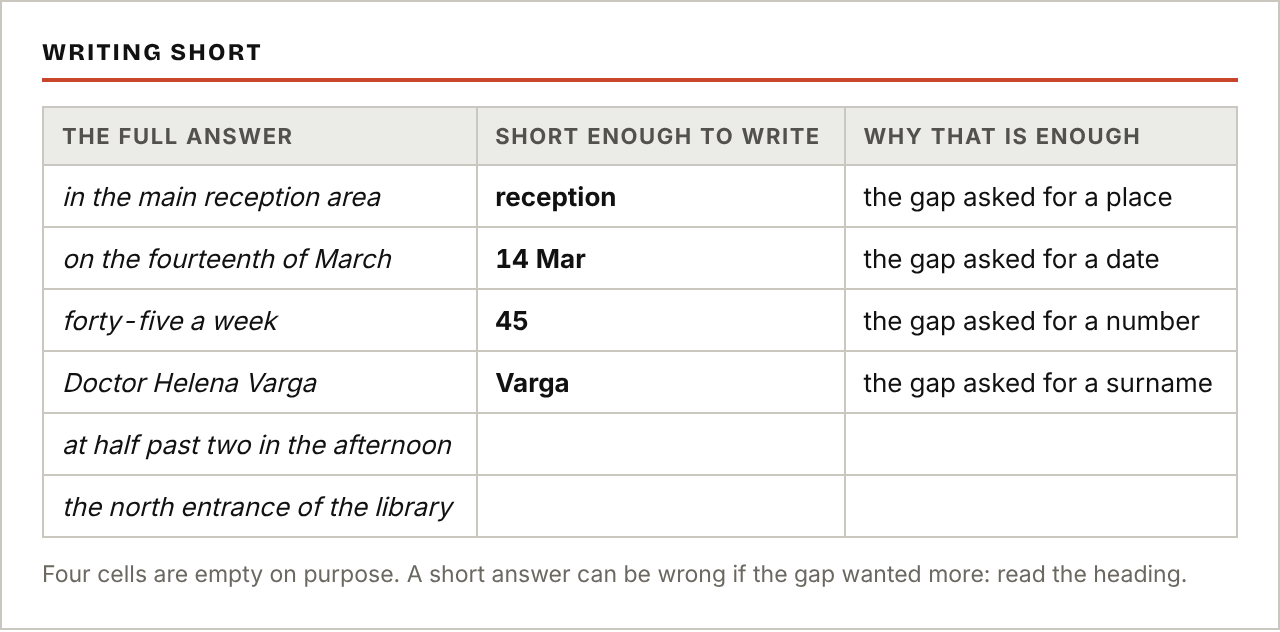 WRITING SHORT
THE FULL ANSWER SHORT ENOUGH TO WRITE WHY THAT IS ENOUGH
in the main reception area reception the gap asked for a place
on the fourteenth of March 14 Mar the gap asked for a date
forty-five a week 45 the gap asked for a number
Doctor Helena Varga Varga the gap asked for a surname
at half past two in the afternoon
the north entrance of the library
Four cells are empty on purpose. A short answer can be wrong if the gap wanted more: read the heading.